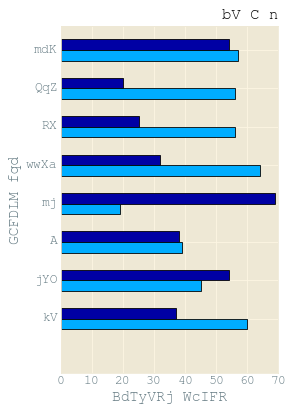 bV C n
GCFDLM fqd
mdK
QqZ
RX
wwXa
mj
A
jYO
kV
0 10 20 30 40 50 60 70
BdTyVRj WcIFR